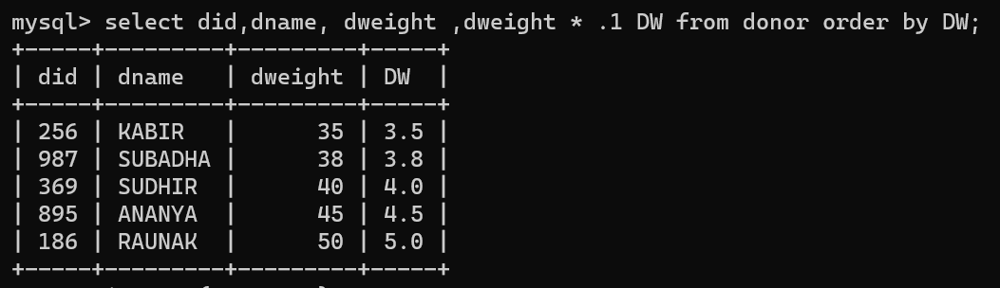 mysql> select did,dname, dweight ,dweight * .1 DW from donor order by DW;
+-----+---------+---------+-----+
| did | dname   | dweight | DW  |
+-----+---------+---------+-----+
| 256 | KABIR   |      35 | 3.5 |
| 987 | SUBADHA |      38 | 3.8 |
| 369 | SUDHIR  |      40 | 4.0 |
| 895 | ANANYA  |      45 | 4.5 |
| 186 | RAUNAK  |      50 | 5.0 |
+-----+---------+---------+-----+